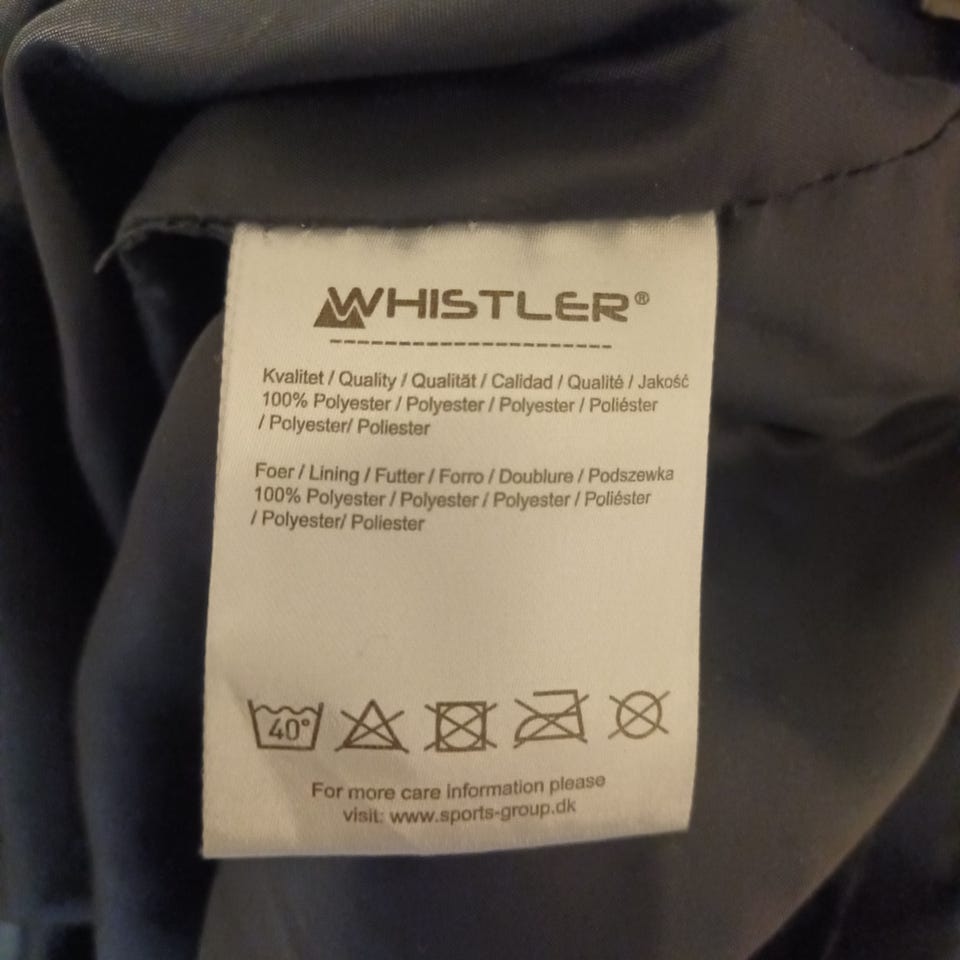 WHISTLER®
Kvalitet / Quality / Qualität / Calidad / Qualité / Jakość
100% Polyester / Polyester / Polyester / Poliéster
/ Polyester/ Poliester
Foer / Lining / Futter / Forro / Doublure / Podszewka
100% Polyester / Polyester / Polyester / Poliéster
/ Polyester/ Poliester
40°
For more care information please
visit: www.sports-group.dk